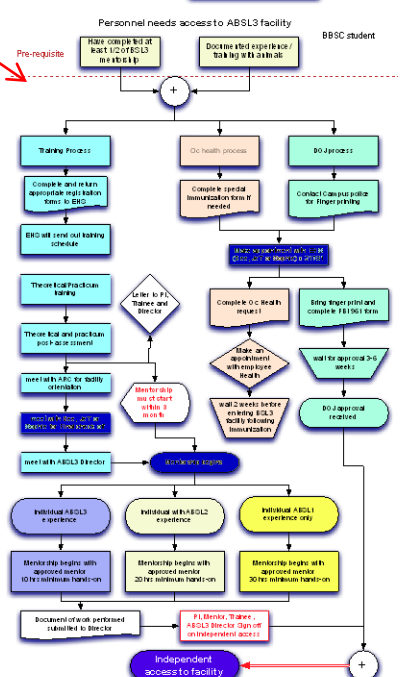 Personnel needs access to ABSL3 facility
BBSC student
Pre-requisite
Have completed at
least 1/2 of BSL3
mentorship
Documented experience /
training with animals
+
Training Process
Oc health process
DOJ process
Complete and return
appropriate registration
forms to EHS
Complete special
immunization form if
needed
Contact Campus police
for Fingerprinting
EHS will send out training
schedule
Theoretical/Practicum
training
Letter to PI,
Trainee and
Director
Complete Oc Health
request
Bring fingerprint and
complete FBI 961 form
Theoretical and practicum
post-assessment
Make an
appointment
with employee
Health
wait for approval 3-6
weeks
meet with ARC for facility
orientation
Mentorship
must start
within 3
month
wait 2 weeks before
entering BSL3
facility following
immunization
DOJ approval
received
meet with ABSL3 Director
Mentorship begins
Individual ABSL3
experience
Individual with ABSL2
experience
Individual ABSL1
experience only
Mentorship begins with
approved mentor
10 hrs minimum hands-on
Mentorship begins with
approved mentor
20 hrs minimum hands-on
Mentorship begins with
approved mentor
30 hrs minimum hands-on
Document of work performed
submitted to Director
PI, Mentor, Trainee,
ABSL3 Director Sign off
on Independent access
Independent
access to facility
+